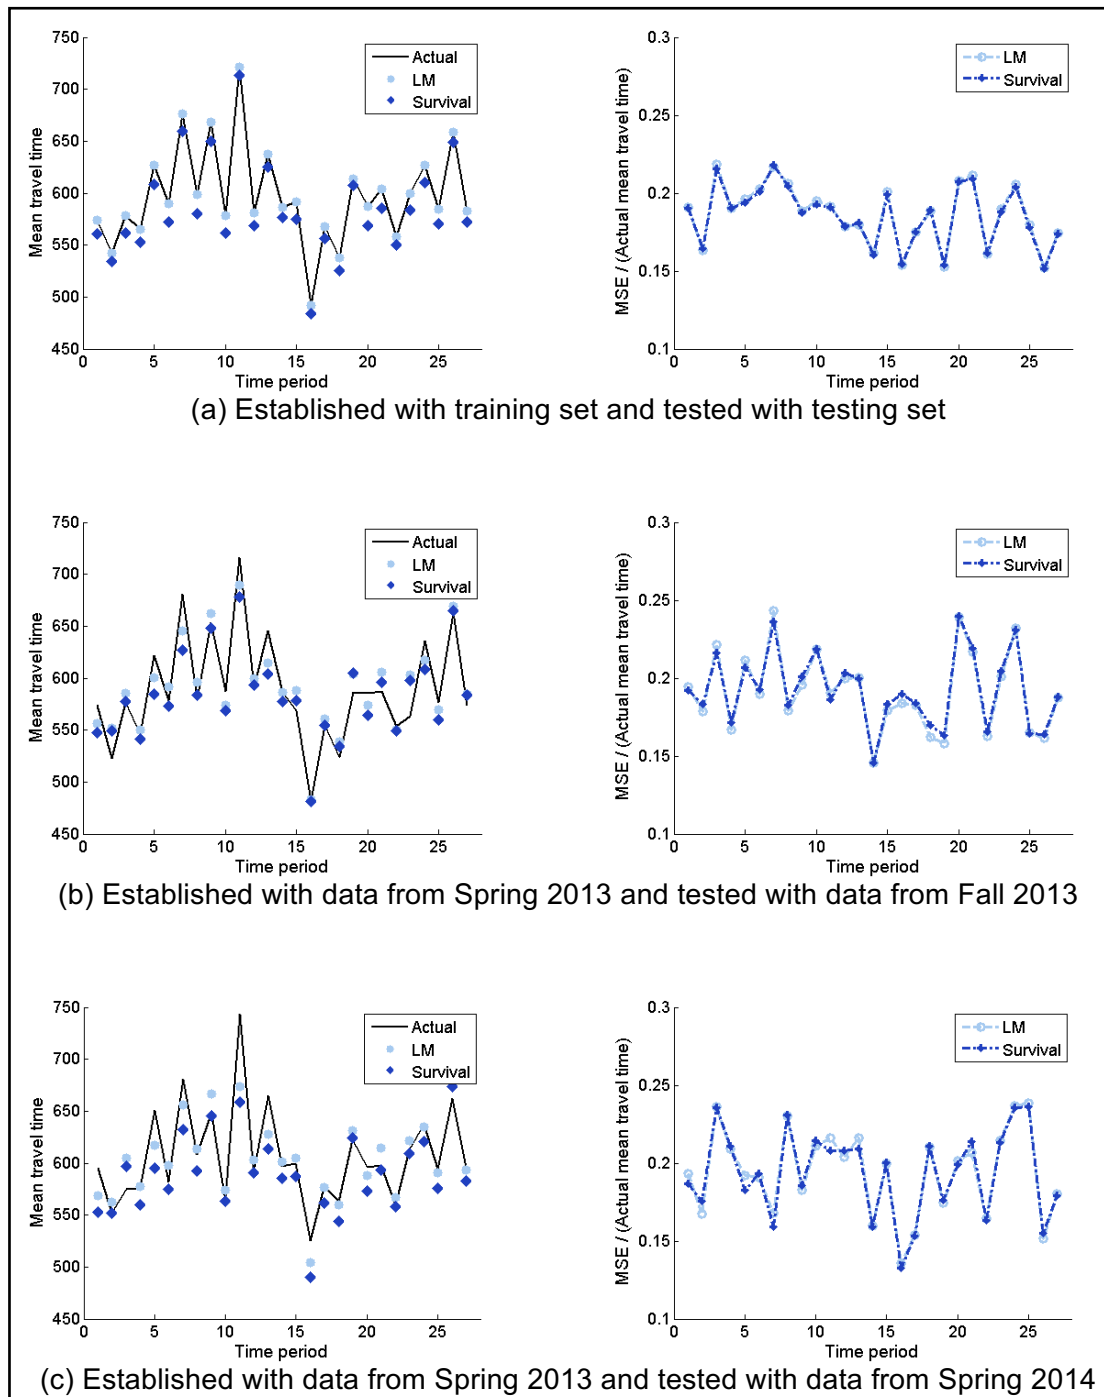 750
700
650
600
550
500
450
Mean travel time
0 5 10 15 20 25
Time period
Actual
LM
Survival
0.3
0.25
0.2
0.15
0.1
MSE / (Actual mean travel time)
0 5 10 15 20 25
Time period
LM
Survival
(a) Established with training set and tested with testing set
750
700
650
600
550
500
450
Mean travel time
0 5 10 15 20 25
Time period
Actual
LM
Survival
0.3
0.25
0.2
0.15
0.1
MSE / (Actual mean travel time)
0 5 10 15 20 25
Time period
LM
Survival
(b) Established with data from Spring 2013 and tested with data from Fall 2013
750
700
650
600
550
500
450
Mean travel time
0 5 10 15 20 25
Time period
Actual
LM
Survival
0.3
0.25
0.2
0.15
0.1
MSE / (Actual mean travel time)
0 5 10 15 20 25
Time period
LM
Survival
(c) Established with data from Spring 2013 and tested with data from Spring 2014